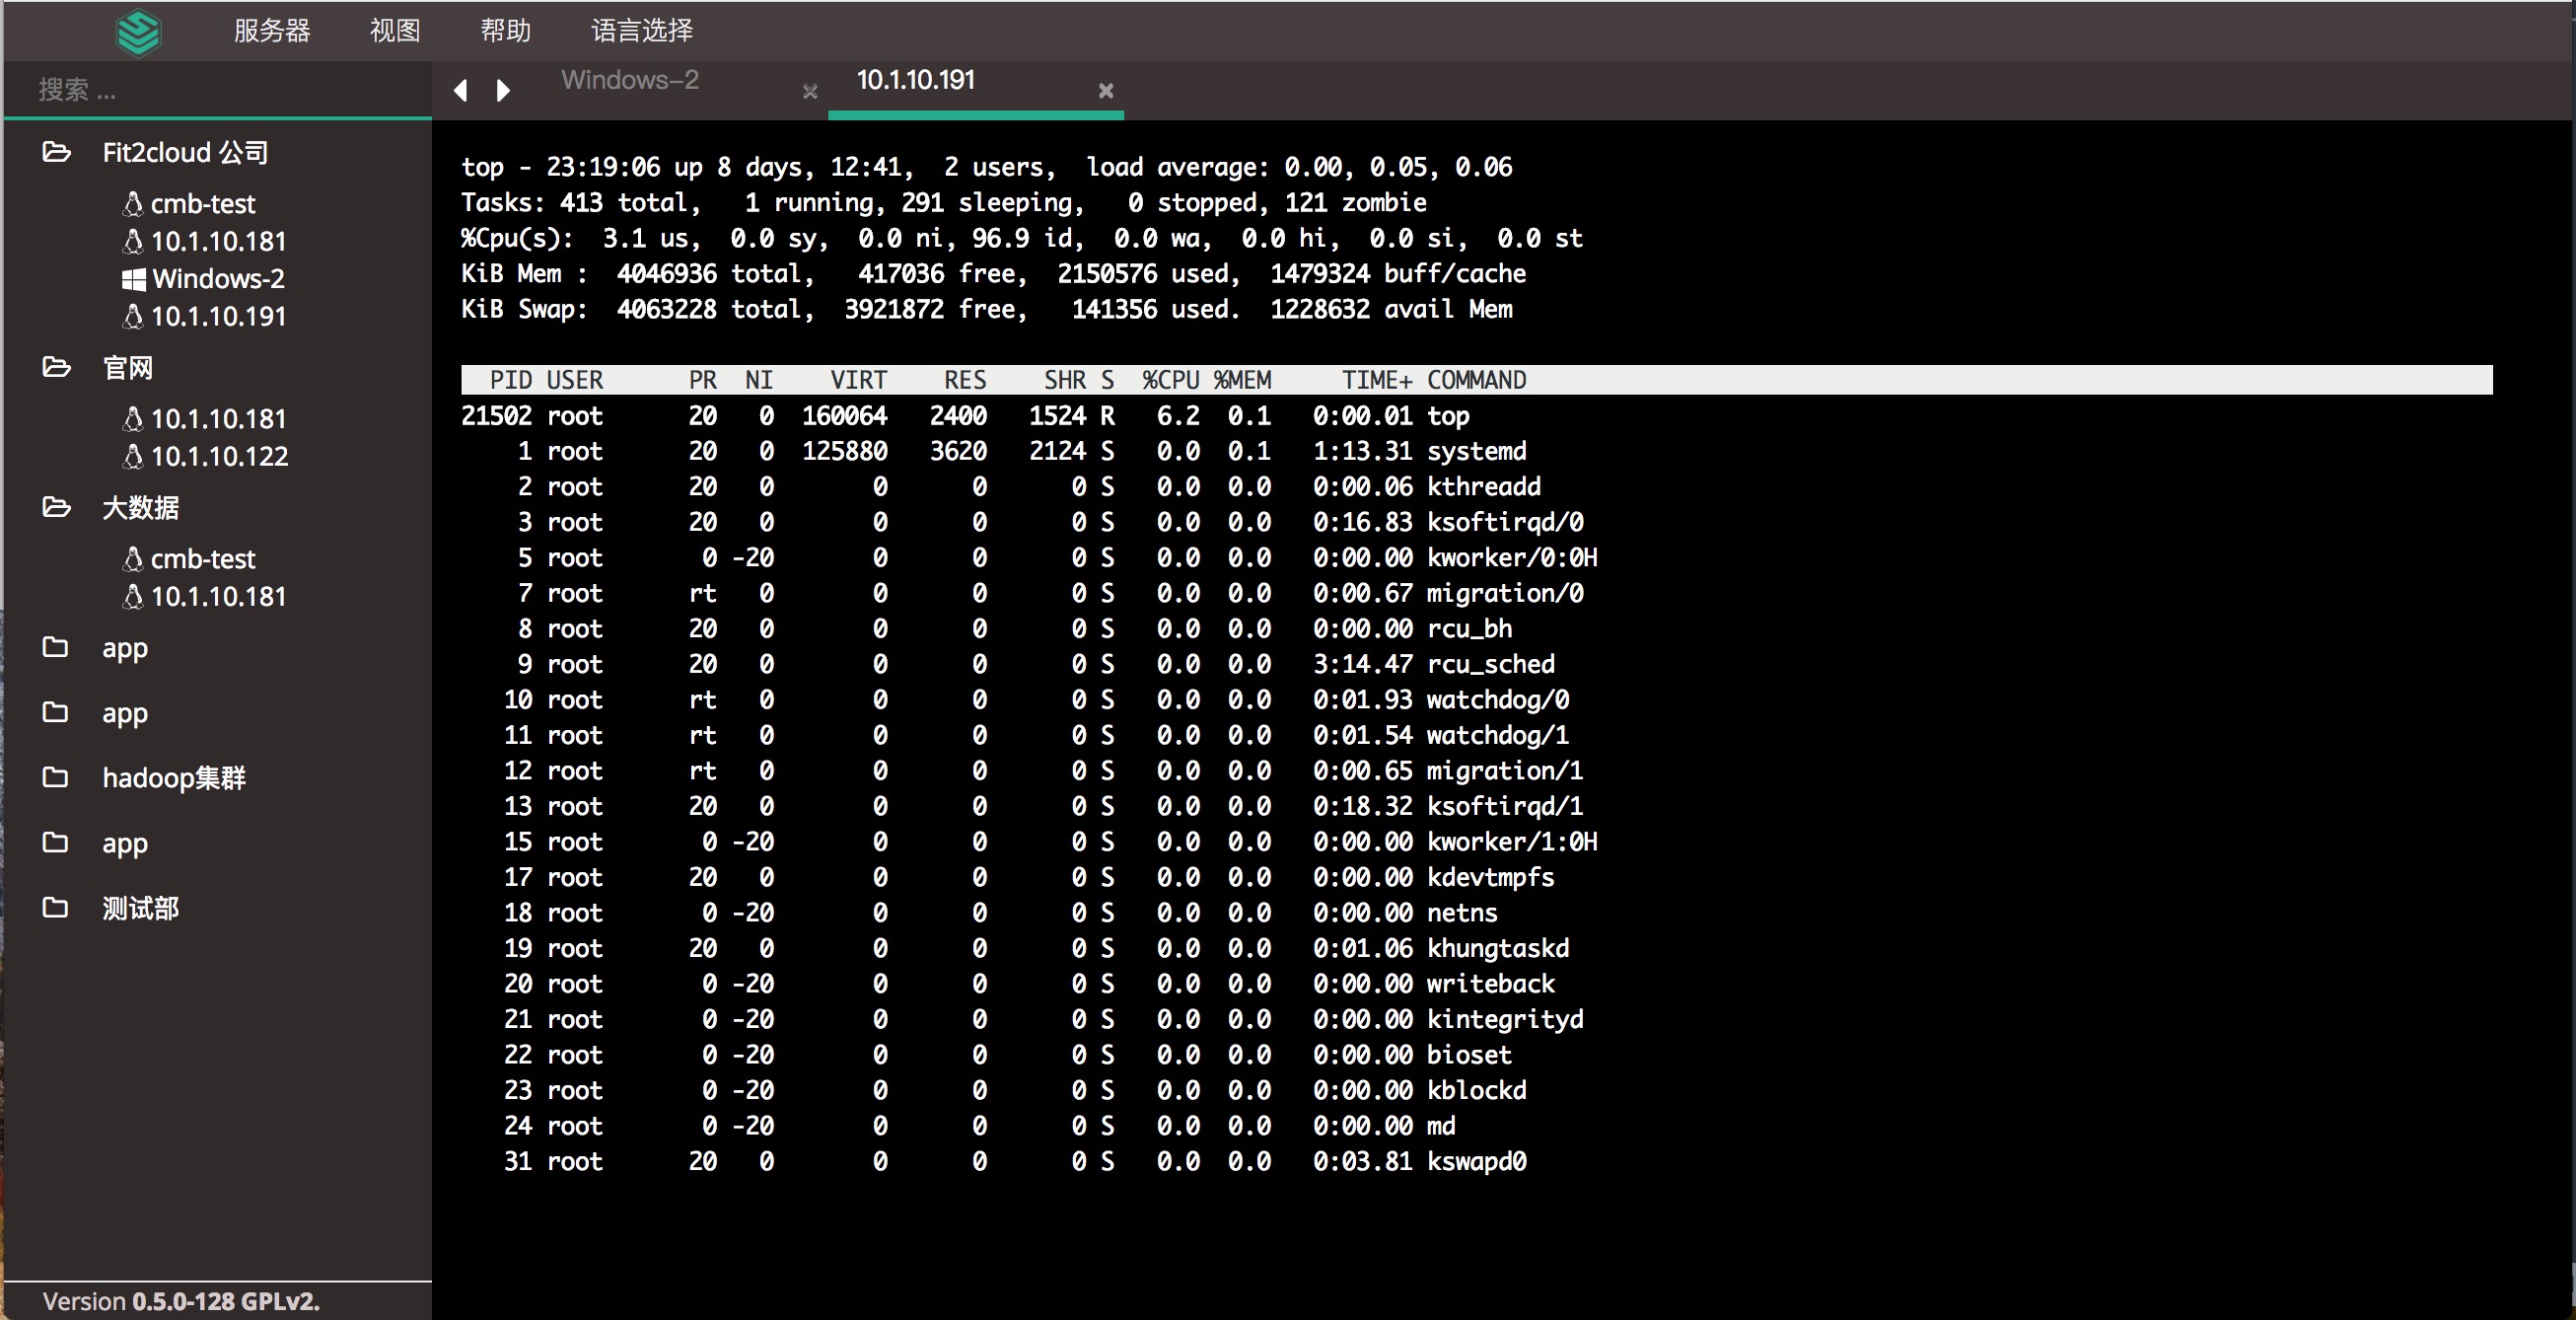 服务器 视图 帮助 语言选择
搜索 ...
Windows-2 10.1.10.191
Fit2cloud 公司
cmb-test
10.1.10.181
Windows-2
10.1.10.191
官网
10.1.10.181
10.1.10.122
大数据
cmb-test
10.1.10.181
app
app
hadoop集群
app
测试部
Version 0.5.0-128 GPLv2.
top - 23:19:06 up 8 days, 12:41,  2 users,  load average: 0.00, 0.05, 0.06
Tasks: 413 total,   1 running, 291 sleeping,   0 stopped, 121 zombie
%Cpu(s):  3.1 us,  0.0 sy,  0.0 ni, 96.9 id,  0.0 wa,  0.0 hi,  0.0 si,  0.0 st
KiB Mem :  4046936 total,   417036 free,  2150576 used,  1479324 buff/cache
KiB Swap:  4063228 total,  3921872 free,   141356 used.  1228632 avail Mem
  PID USER      PR  NI    VIRT    RES    SHR S  %CPU %MEM     TIME+ COMMAND
21502 root      20   0  160064   2400   1524 R   6.2  0.1   0:00.01 top
    1 root      20   0  125880   3620   2124 S   0.0  0.1   1:13.31 systemd
    2 root      20   0       0      0      0 S   0.0  0.0   0:00.06 kthreadd
    3 root      20   0       0      0      0 S   0.0  0.0   0:16.83 ksoftirqd/0
    5 root       0 -20       0      0      0 S   0.0  0.0   0:00.00 kworker/0:0H
    7 root      rt   0       0      0      0 S   0.0  0.0   0:00.67 migration/0
    8 root      20   0       0      0      0 S   0.0  0.0   0:00.00 rcu_bh
    9 root      20   0       0      0      0 S   0.0  0.0   3:14.47 rcu_sched
   10 root      rt   0       0      0      0 S   0.0  0.0   0:01.93 watchdog/0
   11 root      rt   0       0      0      0 S   0.0  0.0   0:01.54 watchdog/1
   12 root      rt   0       0      0      0 S   0.0  0.0   0:00.65 migration/1
   13 root      20   0       0      0      0 S   0.0  0.0   0:18.32 ksoftirqd/1
   15 root       0 -20       0      0      0 S   0.0  0.0   0:00.00 kworker/1:0H
   17 root      20   0       0      0      0 S   0.0  0.0   0:00.00 kdevtmpfs
   18 root       0 -20       0      0      0 S   0.0  0.0   0:00.00 netns
   19 root      20   0       0      0      0 S   0.0  0.0   0:01.06 khungtaskd
   20 root       0 -20       0      0      0 S   0.0  0.0   0:00.00 writeback
   21 root       0 -20       0      0      0 S   0.0  0.0   0:00.00 kintegrityd
   22 root       0 -20       0      0      0 S   0.0  0.0   0:00.00 bioset
   23 root       0 -20       0      0      0 S   0.0  0.0   0:00.00 kblockd
   24 root       0 -20       0      0      0 S   0.0  0.0   0:00.00 md
   31 root      20   0       0      0      0 S   0.0  0.0   0:03.81 kswapd0